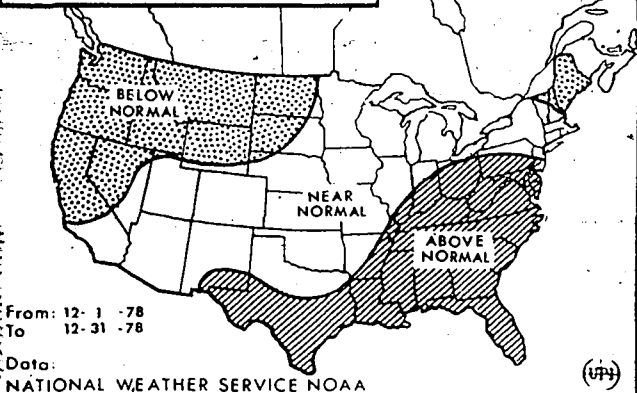 BELOW
NORMAL
NEAR
NORMAL
ABOVE
NORMAL
From: 12- 1 -78
To 12-31 -78
Data:
NATIONAL WEATHER SERVICE NOAA
UPI